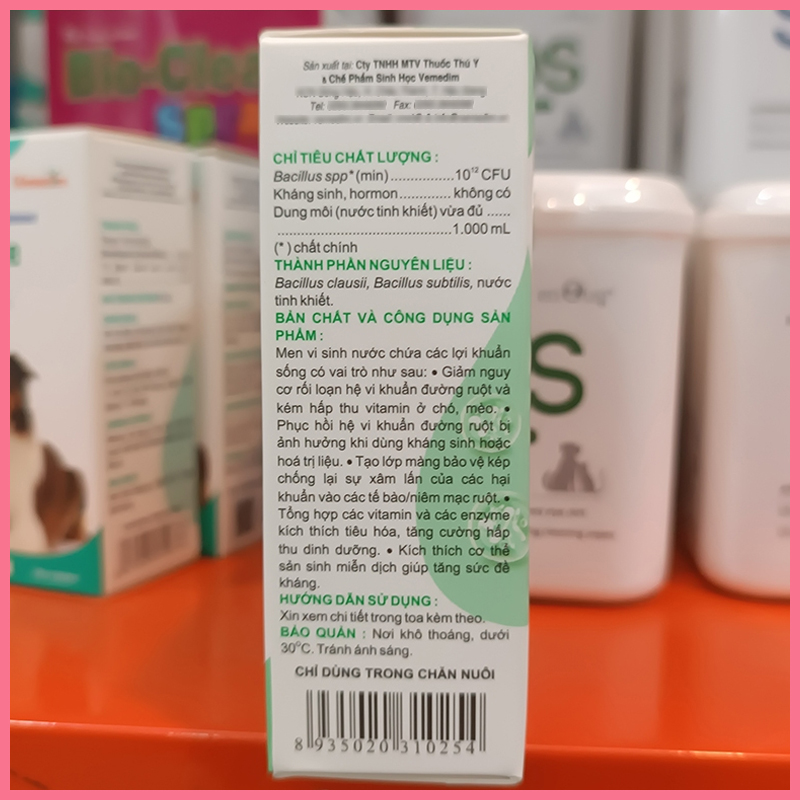 Bio-Clea
Sản xuất tại: Cty TNHH MTV Thuốc Thú Y
& Chế Phẩm Sinh Học Vemedim
Tel: Fax:
CHỈ TIÊU CHẤT LƯỢNG :
Bacillus spp* (min) ................10¹² CFU
Kháng sinh, hormon.............. không có
Dung môi (nước tinh khiết) vừa đủ ......
............................................1.000 mL
(* ) chất chính
THÀNH PHẦN NGUYÊN LIỆU :
Bacillus clausii, Bacillus subtilis, nước
tinh khiết.
BẢN CHẤT VÀ CÔNG DỤNG SẢN
PHẨM :
Men vi sinh nước chứa các lợi khuẩn
sống có vai trò như sau: • Giảm nguy
cơ rối loạn hệ vi khuẩn đường ruột và
kém hấp thu vitamin ở chó, mèo. •
Phục hồi hệ vi khuẩn đường ruột bị
ảnh hưởng khi dùng kháng sinh hoặc
hoá trị liệu. • Tạo lớp màng bảo vệ kép
chống lại sự xâm lấn của các hại
khuẩn vào các tế bào/niêm mạc ruột. •
Tổng hợp các vitamin và các enzyme
kích thích tiêu hóa, tăng cường hấp
thu dinh dưỡng. • Kích thích cơ thể
sản sinh miễn dịch giúp tăng sức đề
kháng.
HƯỚNG DẪN SỬ DỤNG :
Xin xem chi tiết trong toa kèm theo.
BẢO QUẢN : Nơi khô thoáng, dưới
30°C. Tránh ánh sáng.
CHỈ DÙNG TRONG CHĂN NUÔI
8 935020 310254
S